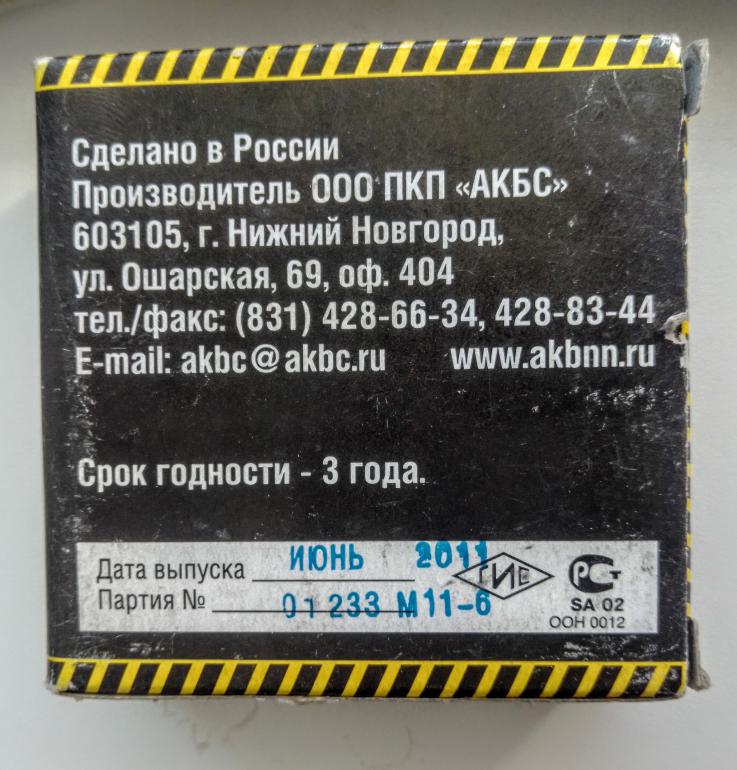 Сделано в России
Производитель ООО ПКП «АКБС»
603105, г. Нижний Новгород,
ул. Ошарская, 69, оф. 404
тел./факс: (831) 428-66-34, 428-83-44
E-mail: akbc@akbc.ru www.akbnn.ru
Срок годности - 3 года.
Дата выпуска ИЮНЬ 2011
Партия № 01 233 М11-6
ГИС
РСТ
SA 02
ООН 0012